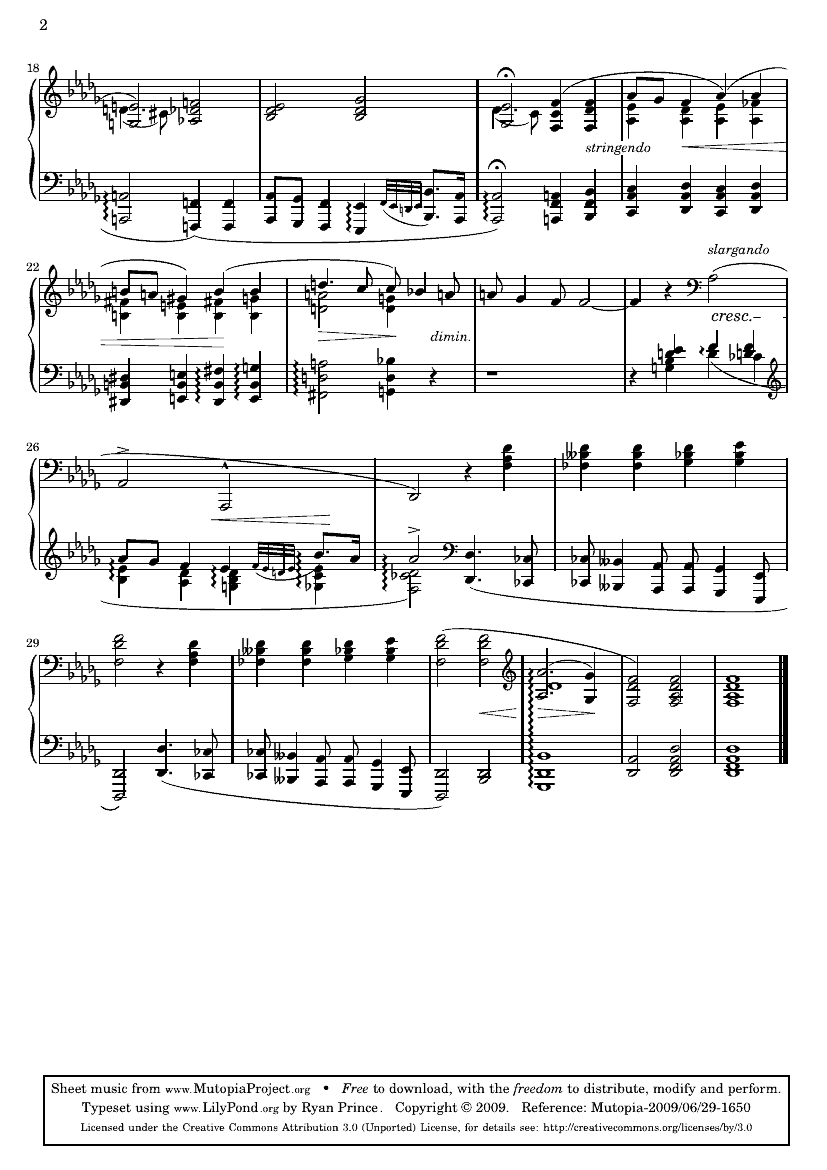 2
18
stringendo
slargando
22
cresc.–
dimin.
26
29
Sheet music from www.MutopiaProject.org • Free to download, with the freedom to distribute, modify and perform.
Typeset using www.LilyPond.org by Ryan Prince. Copyright © 2009. Reference: Mutopia-2009/06/29-1650
Licensed under the Creative Commons Attribution 3.0 (Unported) License, for details see: http://creativecommons.org/licenses/by/3.0